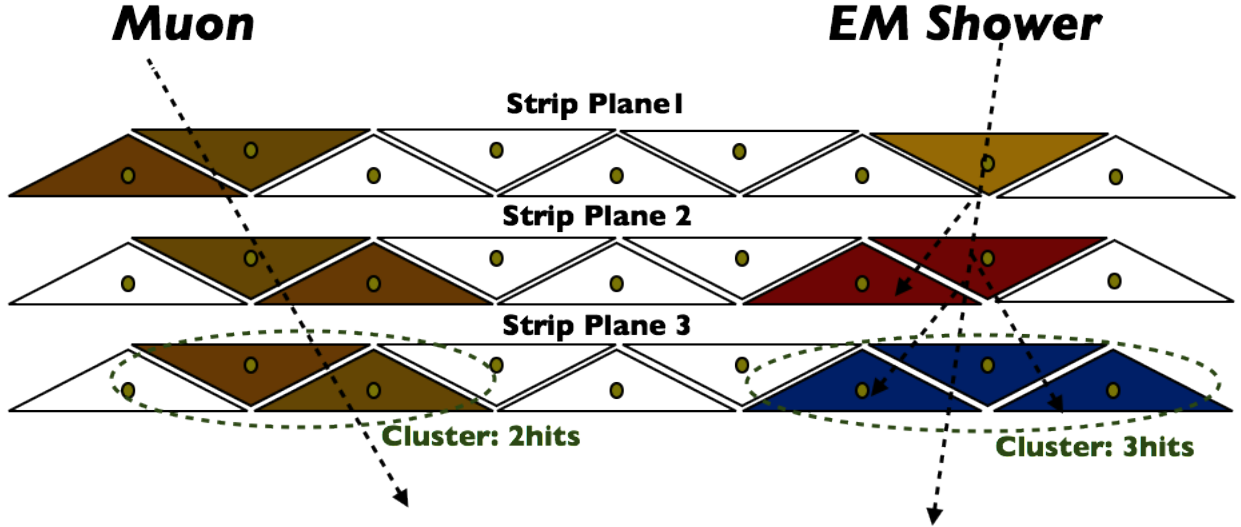 Muon
EM Shower
Strip Plane1
Strip Plane 2
Strip Plane 3
Cluster: 2hits
Cluster: 3hits